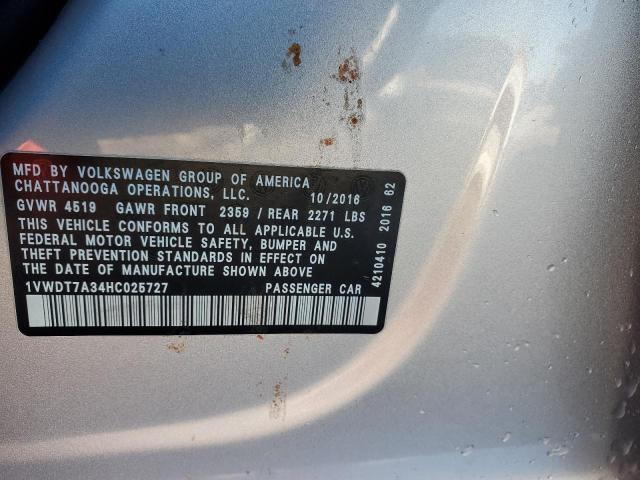 MFD BY VOLKSWAGEN GROUP OF AMERICA
CHATTANOOGA OPERATIONS, LLC. 10/2016
GVWR 4519 GAWR FRONT 2359 / REAR 2271 LBS
THIS VEHICLE CONFORMS TO ALL APPLICABLE U.S.
FEDERAL MOTOR VEHICLE SAFETY, BUMPER AND
THEFT PREVENTION STANDARDS IN EFFECT ON
THE DATE OF MANUFACTURE SHOWN ABOVE
1VWDT7A34HC025727 PASSENGER CAR
4210410 2016 62